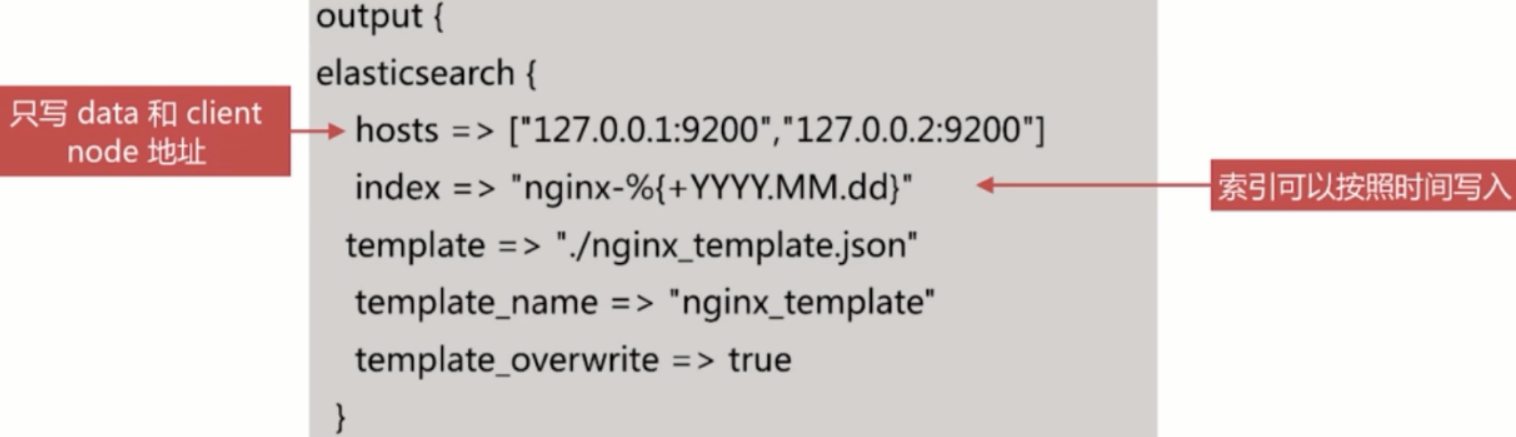 output {
elasticsearch {
只写 data 和 client
node 地址
hosts => ["127.0.0.1:9200","127.0.0.2:9200"]
index => "nginx-%{+YYYY.MM.dd}"
索引可以按照时间写入
template => "./nginx_template.json"
template_name => "nginx_template"
template_overwrite => true
}